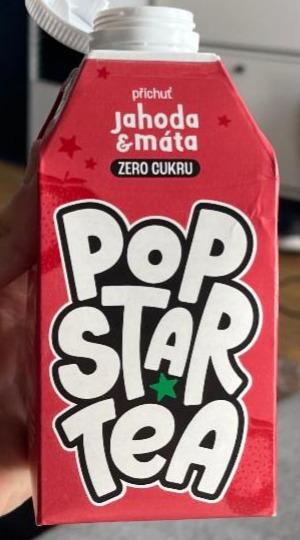 příchuť
Jahoda
&máta
ZERO CUKRU
POP
STAR
TeA